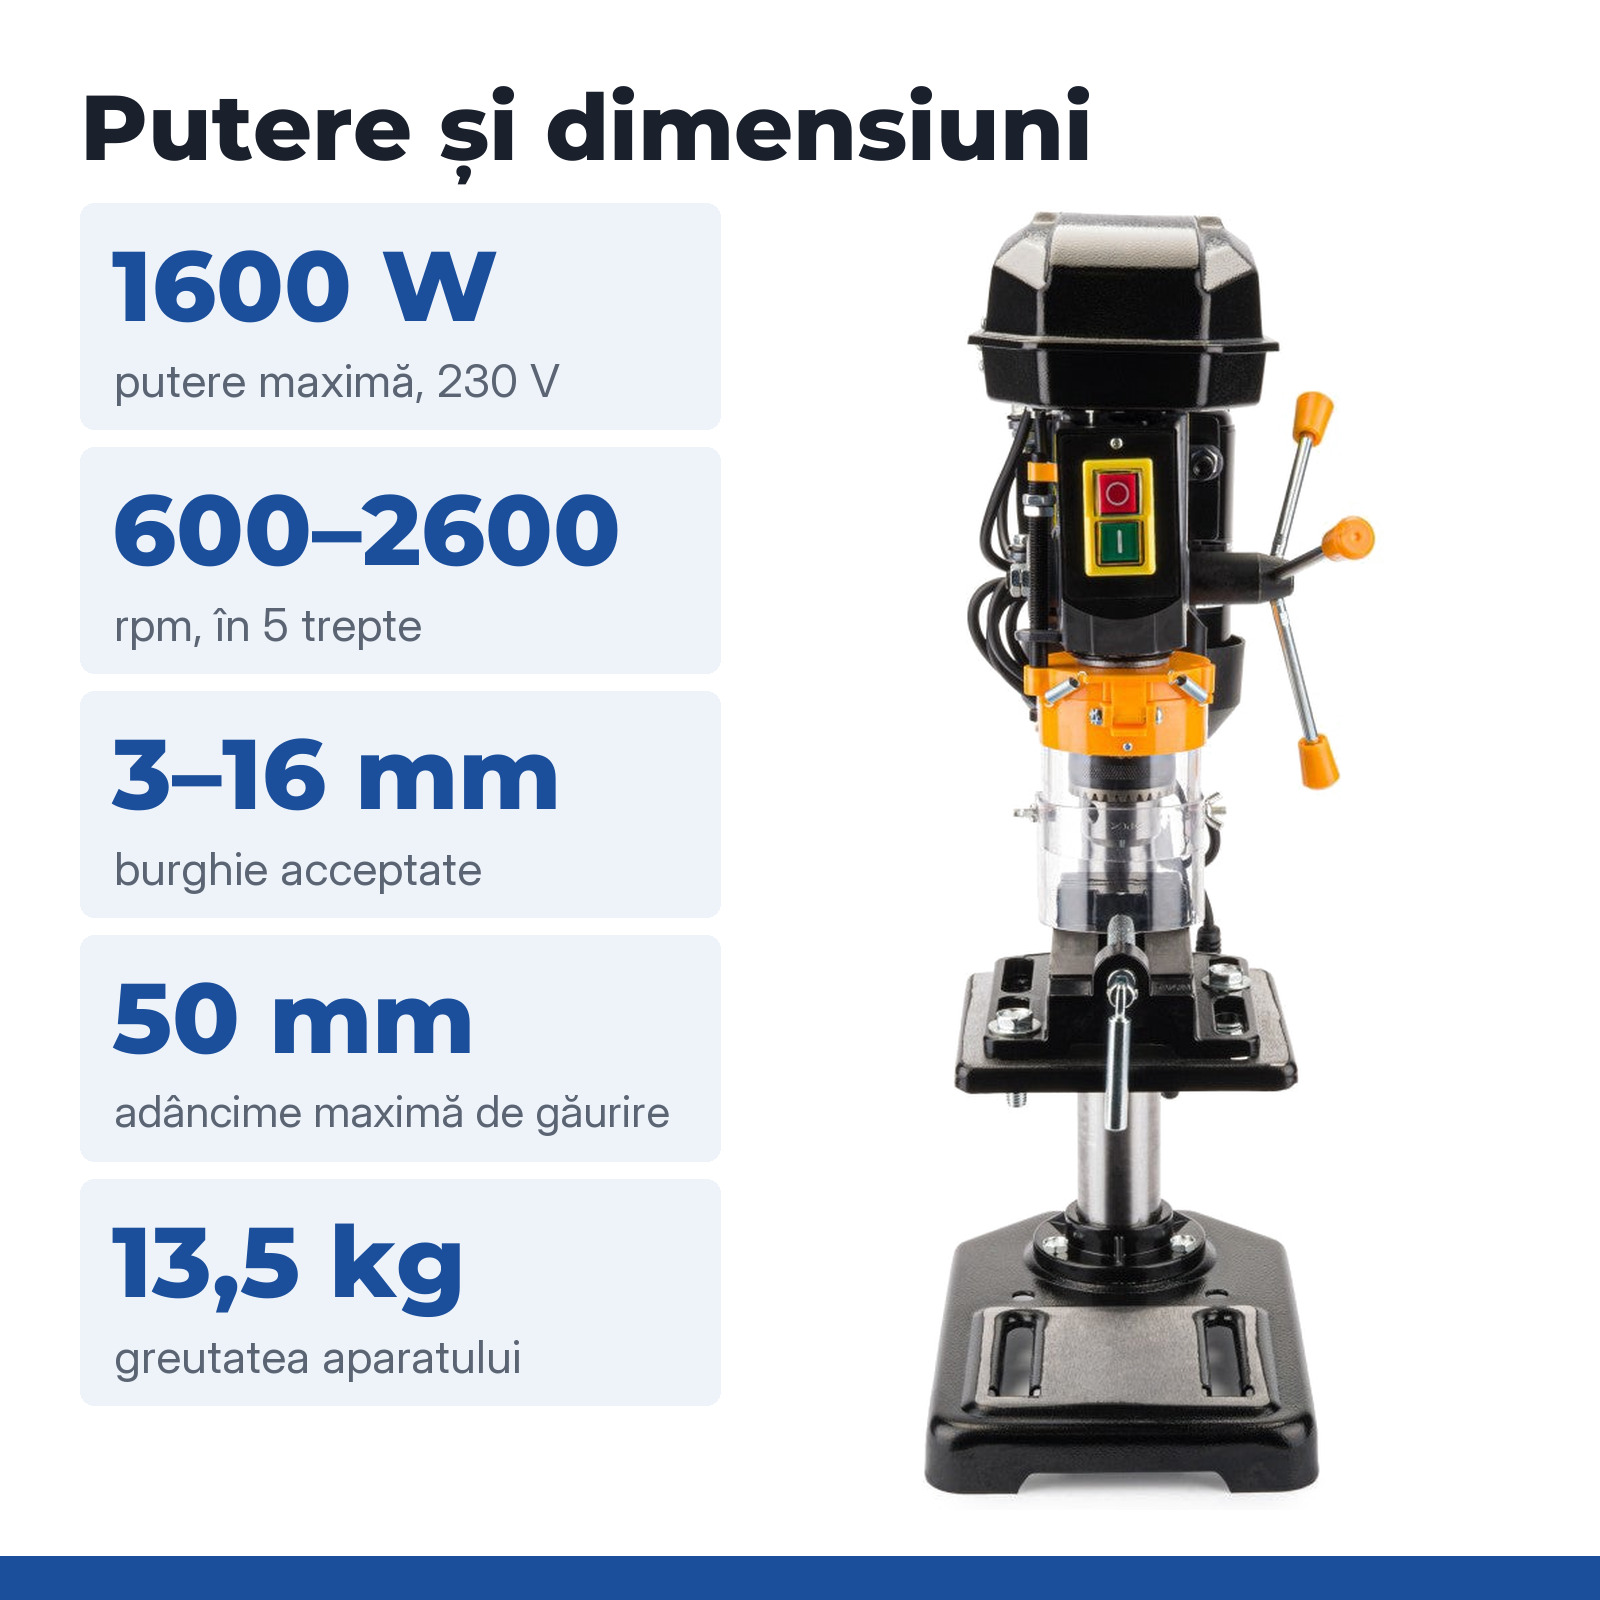 Putere și dimensiuni
1600 W
putere maximă, 230 V
600–2600
rpm, în 5 trepte
3–16 mm
burghie acceptate
50 mm
adâncime maximă de găurire
13,5 kg
greutatea aparatului